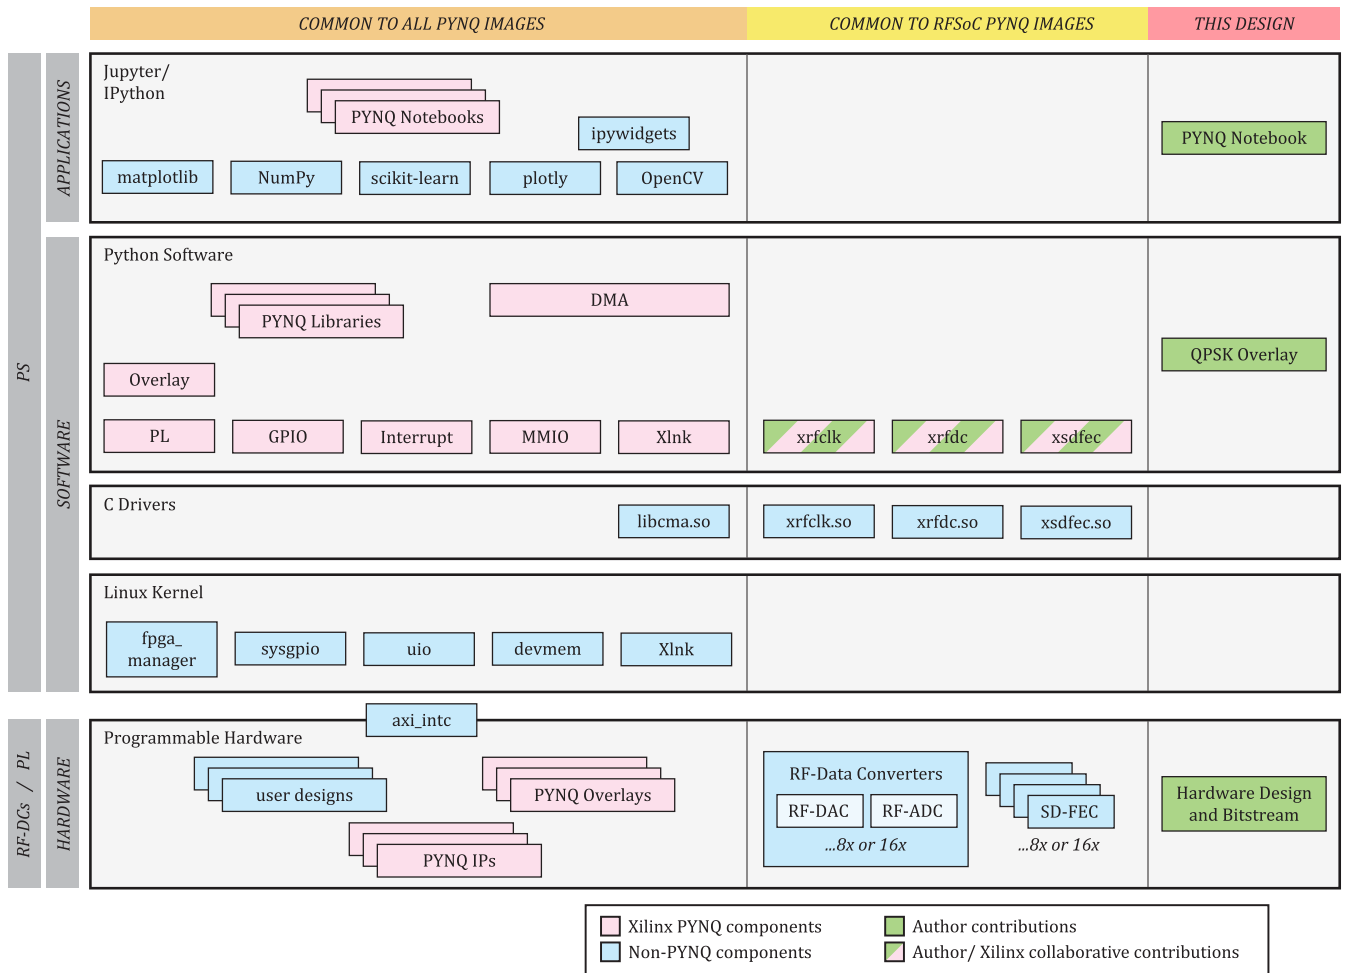 COMMON TO ALL PYNQ IMAGES
COMMON TO RFSoC PYNQ IMAGES
THIS DESIGN
PS
APPLICATIONS
Jupyter/
IPython
PYNQ Notebooks
ipywidgets
matplotlib
NumPy
scikit-learn
plotly
OpenCV
PYNQ Notebook
SOFTWARE
Python Software
PYNQ Libraries
DMA
Overlay
PL
GPIO
Interrupt
MMIO
Xlnk
xrfclk
xrfdc
xsdfec
QPSK Overlay
C Drivers
libcma.so
xrfclk.so
xrfdc.so
xsdfec.so
Linux Kernel
fpga_
manager
sysgpio
uio
devmem
Xlnk
RF-DCs / PL
HARDWARE
axi_intc
Programmable Hardware
user designs
PYNQ Overlays
PYNQ IPs
RF-Data Converters
RF-DAC
RF-ADC
...8x or 16x
SD-FEC
...8x or 16x
Hardware Design
and Bitstream
Xilinx PYNQ components
Non-PYNQ components
Author contributions
Author/ Xilinx collaborative contributions